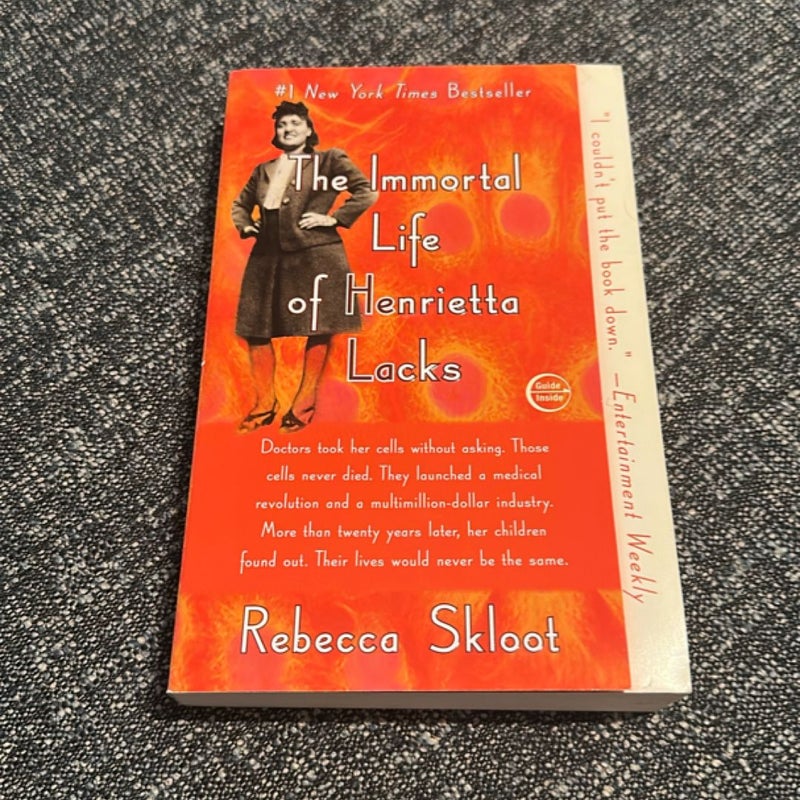 #1 New York Times Bestseller
The Immortal
Life
of Henrietta
Lacks
Guide
Inside
Doctors took her cells without asking. Those
cells never died. They launched a medical
revolution and a multimillion-dollar industry.
More than twenty years later, her children
found out. Their lives would never be the same.
Rebecca Skloot
"I couldn't put the book down." —Entertainment Weekly